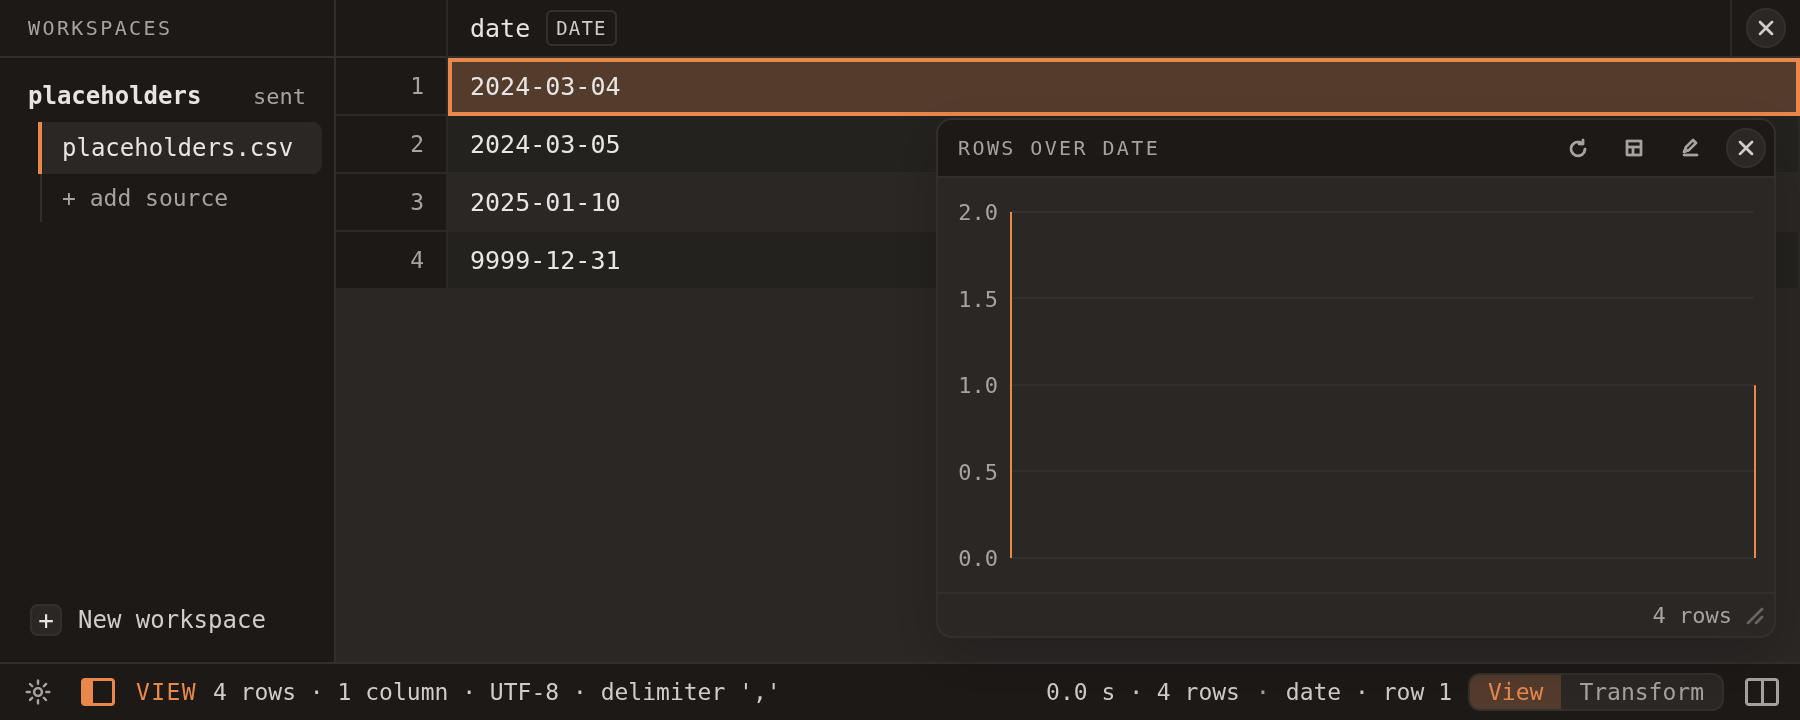 WORKSPACES
placeholders sent
placeholders.csv
+ add source
+ New workspace
date DATE
1 2024-03-04
2 2024-03-05
3 2025-01-10
4 9999-12-31
ROWS OVER DATE
2.0
1.5
1.0
0.5
0.0
4 rows
VIEW 4 rows · 1 column · UTF-8 · delimiter ','
0.0 s · 4 rows · date · row 1 View Transform